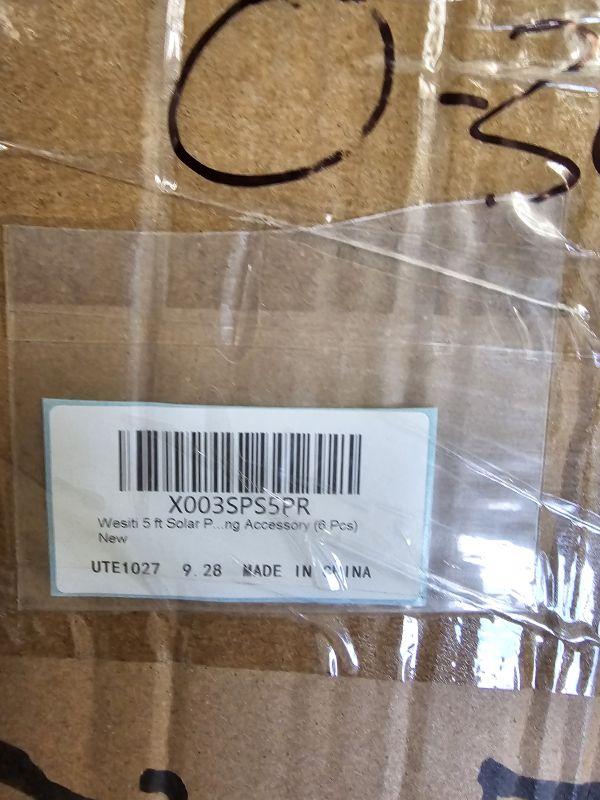 X003SPS5PR
Wesiti 5 ft Solar P...ng Accessory (6 Pcs)
New
UTE1027 9.28 MADE IN CHINA